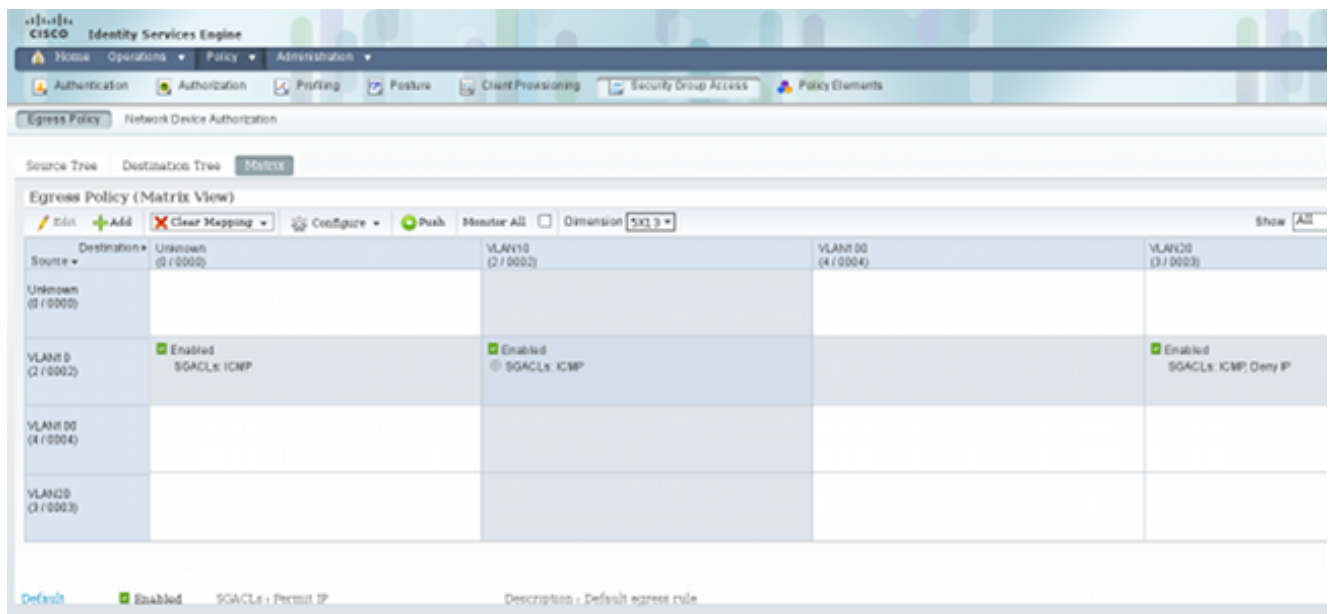 CISCO Identity Services Engine
Home Operations Policy Administration
Authentication Authorization Profiling Posture Client Provisioning Security Group Access Policy Elements
Egress Policy Network Device Authorization
Source Tree Destination Tree Matrix
Egress Policy (Matrix View)
Edit Add Clear Mapping Configure Push Monitor All Dimension 5X13 Show All
Destination Unknown VLAN10 VLAN100 VLAN20
Source (0 / 0000) (2 / 0002) (4 / 0004) (3 / 0003)
Unknown
(0 / 0000)
Enabled Enabled Enabled
VLAN10 SGACLs: ICMP SGACLs: ICMP SGACLs: ICMP; Deny IP
(2 / 0002)
VLAN100
(4 / 0004)
VLAN20
(3 / 0003)
Default Enabled SGACLs : Permit IP Description : Default egress rule